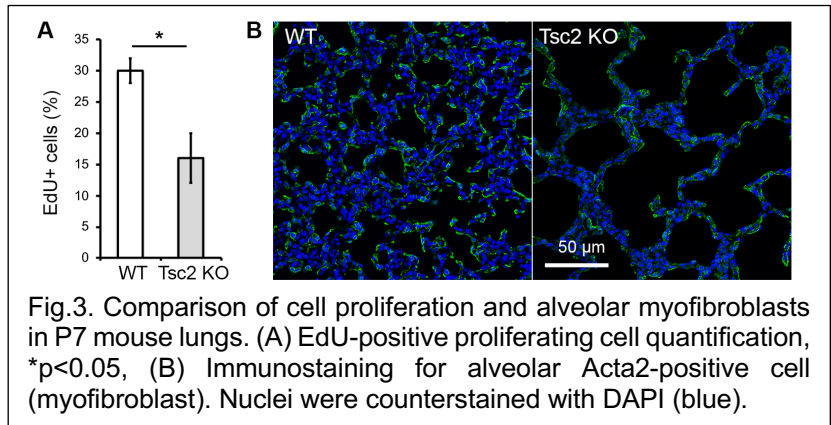 A
*
EdU+ cells (%)
40
35
30
25
20
15
10
35
0
WT Tsc2 KO
B
WT
Tsc2 KO
50 µm
Fig.3. Comparison of cell proliferation and alveolar myofibroblasts
in P7 mouse lungs. (A) EdU-positive proliferating cell quantification,
*p<0.05, (B) Immunostaining for alveolar Acta2-positive cell
(myofibroblast). Nuclei were counterstained with DAPI (blue).